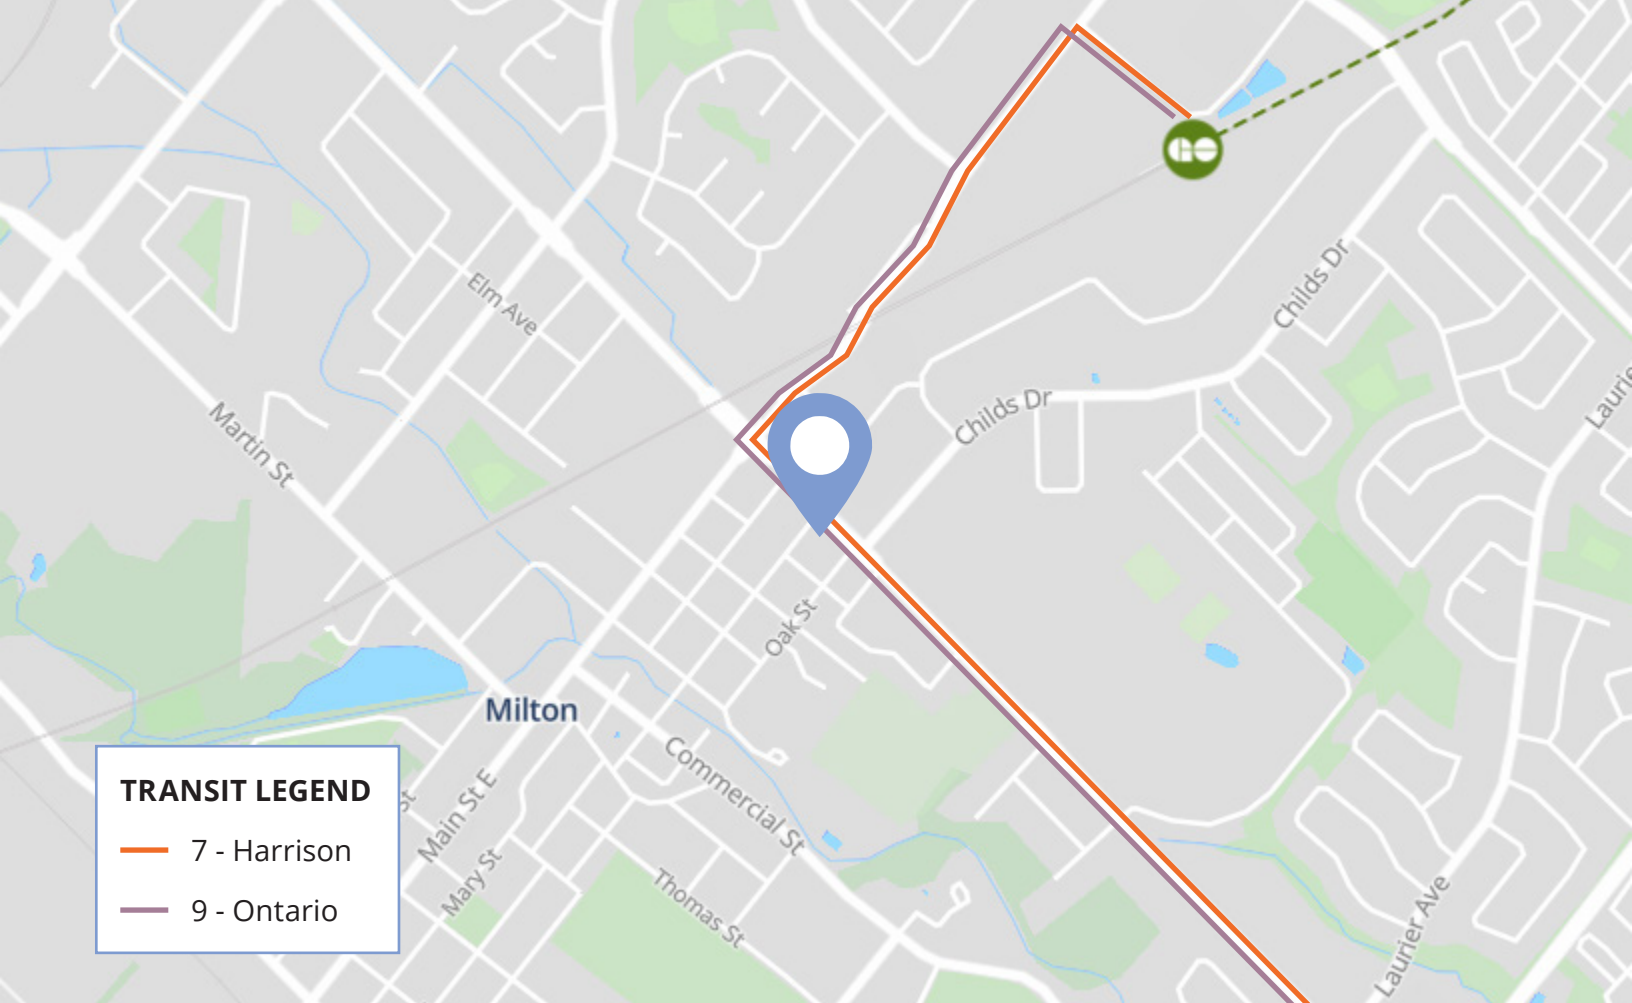 GO
Elm Ave
Childs Dr
Childs Dr
Martin St
Oak St
Milton
Commercial St
Main St E
Mary St
Thomas St
Laurier Ave
TRANSIT LEGEND
7 - Harrison
9 - Ontario